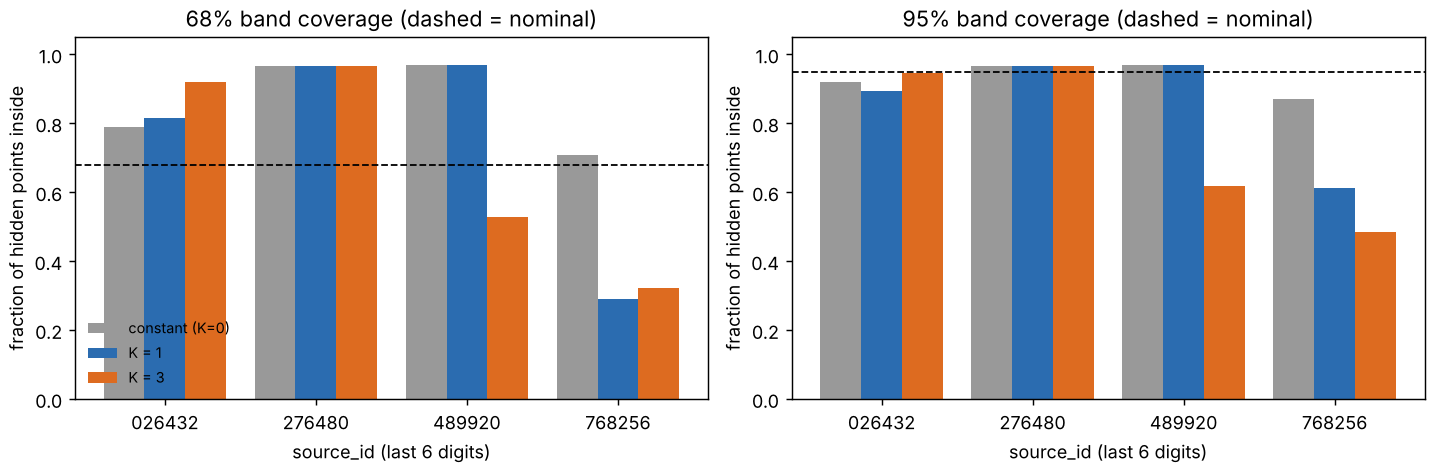 68% band coverage (dashed = nominal)
fraction of hidden points inside
1.0
0.8
0.6
0.4
0.2
0.0
constant (K=0)
K = 1
K = 3
026432 276480 489920 768256
source_id (last 6 digits)
95% band coverage (dashed = nominal)
fraction of hidden points inside
1.0
0.8
0.6
0.4
0.2
0.0
026432 276480 489920 768256
source_id (last 6 digits)